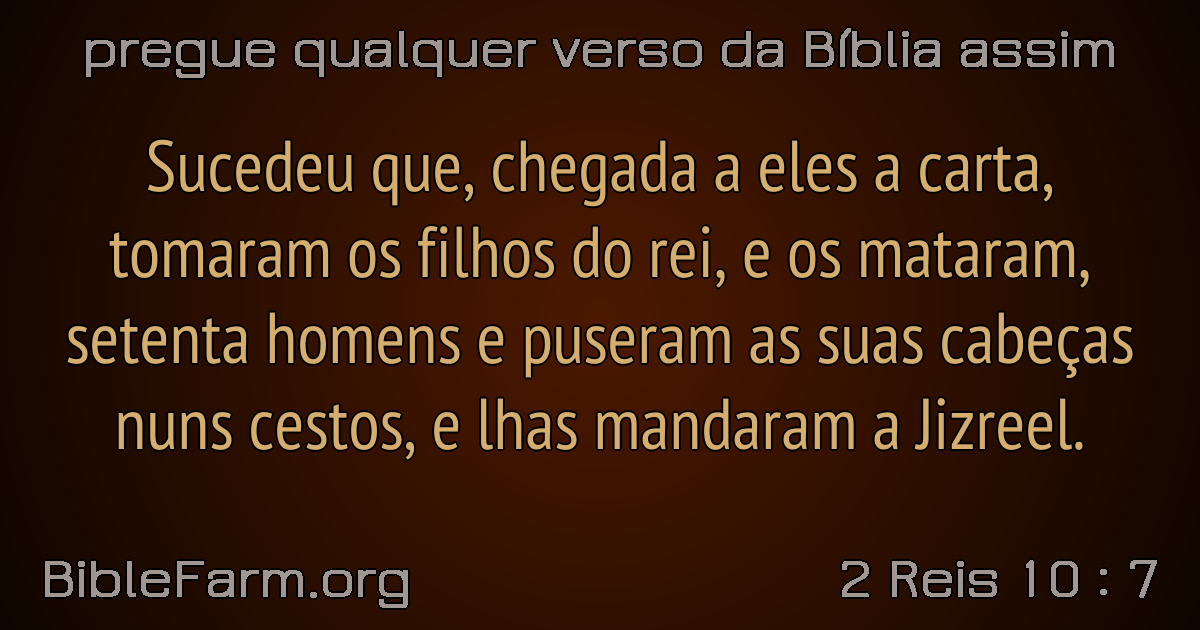 pregue qualquer verso da Bíblia assim
Sucedeu que, chegada a eles a carta,
tomaram os filhos do rei, e os mataram,
setenta homens e puseram as suas cabeças
nuns cestos, e lhas mandaram a Jizreel.
BibleFarm.org
2 Reis 10 : 7